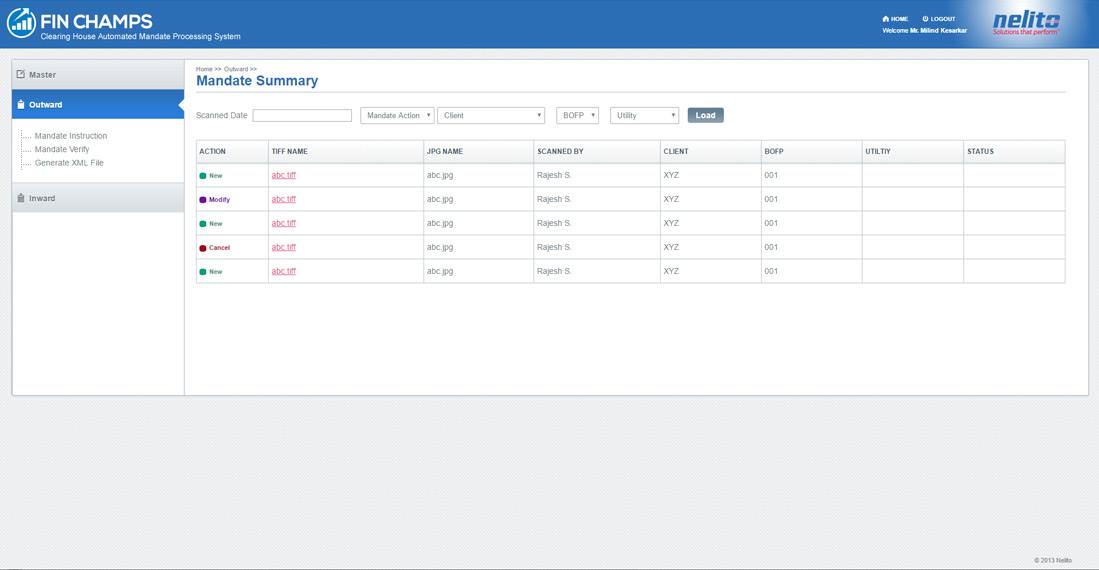 FIN CHAMPS
Clearing House Automated Mandate Processing System
HOME LOGOUT
Welcome Mr. Milind Kesarkar
nelito
Solutions that perform™
Master
Outward
Mandate Instruction
Mandate Verify
Generate XML File
Inward
Home >> Outward >>
Mandate Summary
Scanned Date Mandate Action Client BOFP Utility Load
ACTION TIFF NAME JPG NAME SCANNED BY CLIENT BOFP UTILTIY STATUS
New abc.tiff abc.jpg Rajesh S. XYZ 001
Modify abc.tiff abc.jpg Rajesh S. XYZ 001
New abc.tiff abc.jpg Rajesh S. XYZ 001
Cancel abc.tiff abc.jpg Rajesh S. XYZ 001
New abc.tiff abc.jpg Rajesh S. XYZ 001
© 2013 Nelito